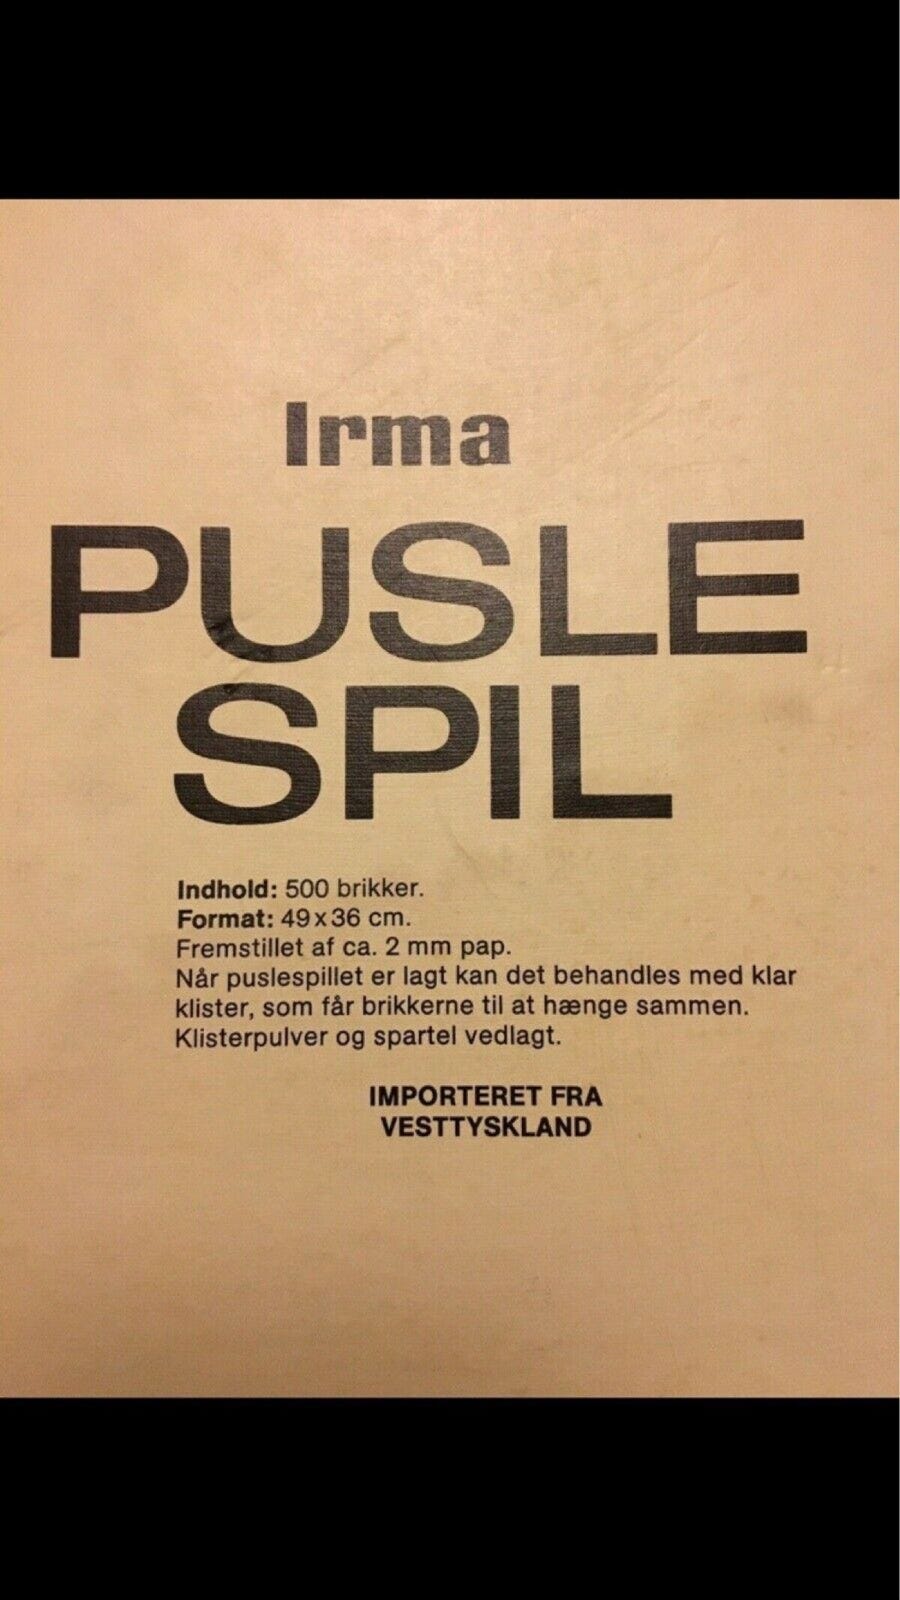 Irma
PUSLE
SPIL
Indhold: 500 brikker.
Format: 49 x 36 cm.
Fremstillet af ca. 2 mm pap.
Når puslespillet er lagt kan det behandles med klar
klister, som får brikkerne til at hænge sammen.
Klisterpulver og spartel vedlagt.
IMPORTERET FRA
VESTTYSKLAND